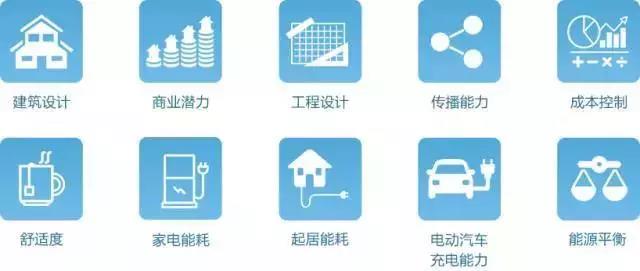 建筑设计
商业潜力
工程设计
传播能力
成本控制
舒适度
家电能耗
起居能耗
电动汽车
充电能力
能源平衡